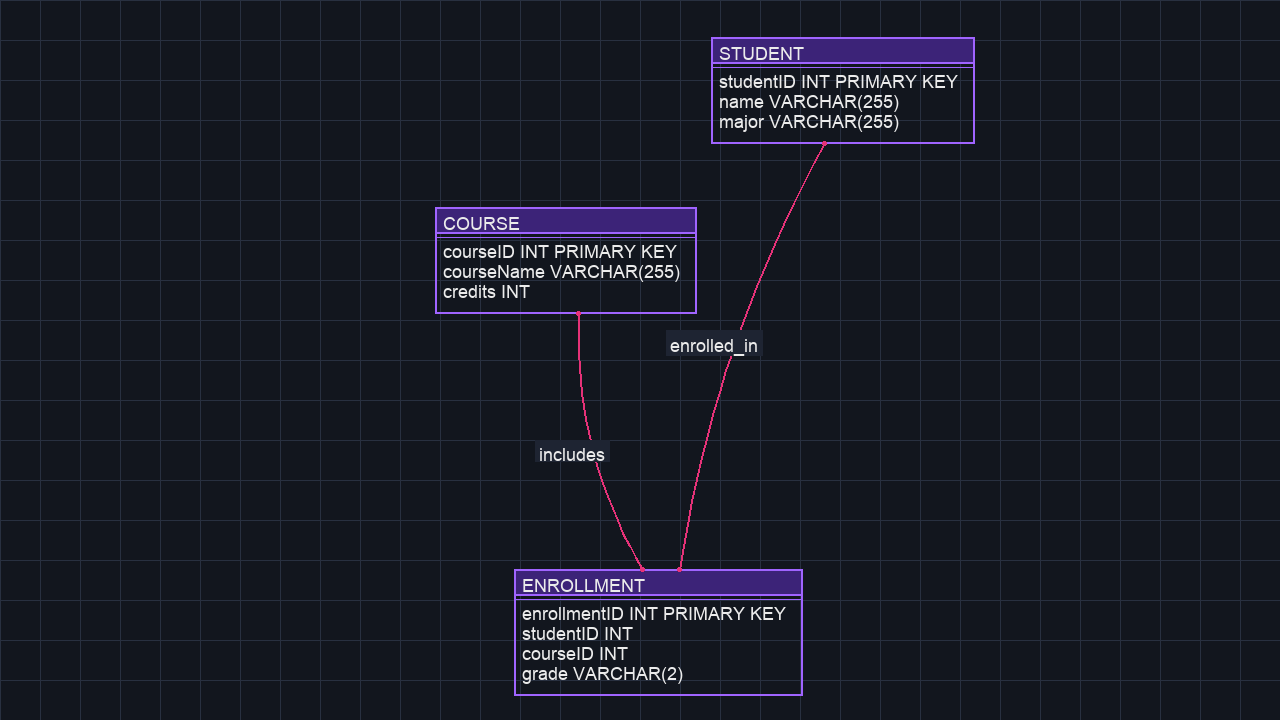 STUDENT
studentID INT PRIMARY KEY
name VARCHAR(255)
major VARCHAR(255)
COURSE
courseID INT PRIMARY KEY
courseName VARCHAR(255)
credits INT
enrolled_in
includes
ENROLLMENT
enrollmentID INT PRIMARY KEY
studentID INT
courseID INT
grade VARCHAR(2)